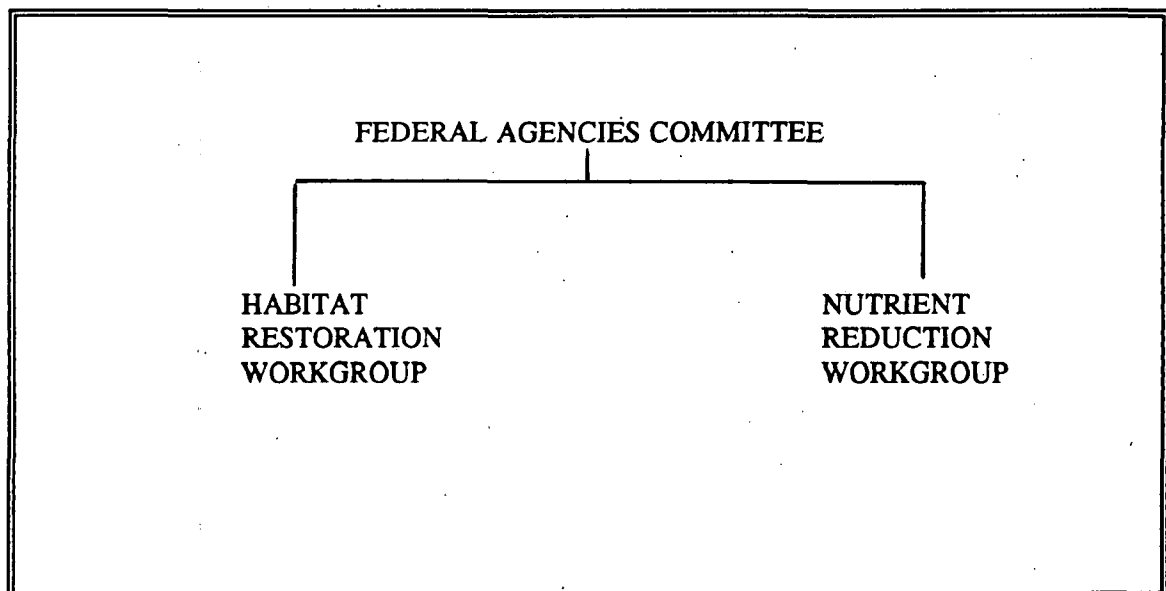 FEDERAL AGENCIES COMMITTEE
HABITAT
RESTORATION
WORKGROUP
NUTRIENT
REDUCTION
WORKGROUP